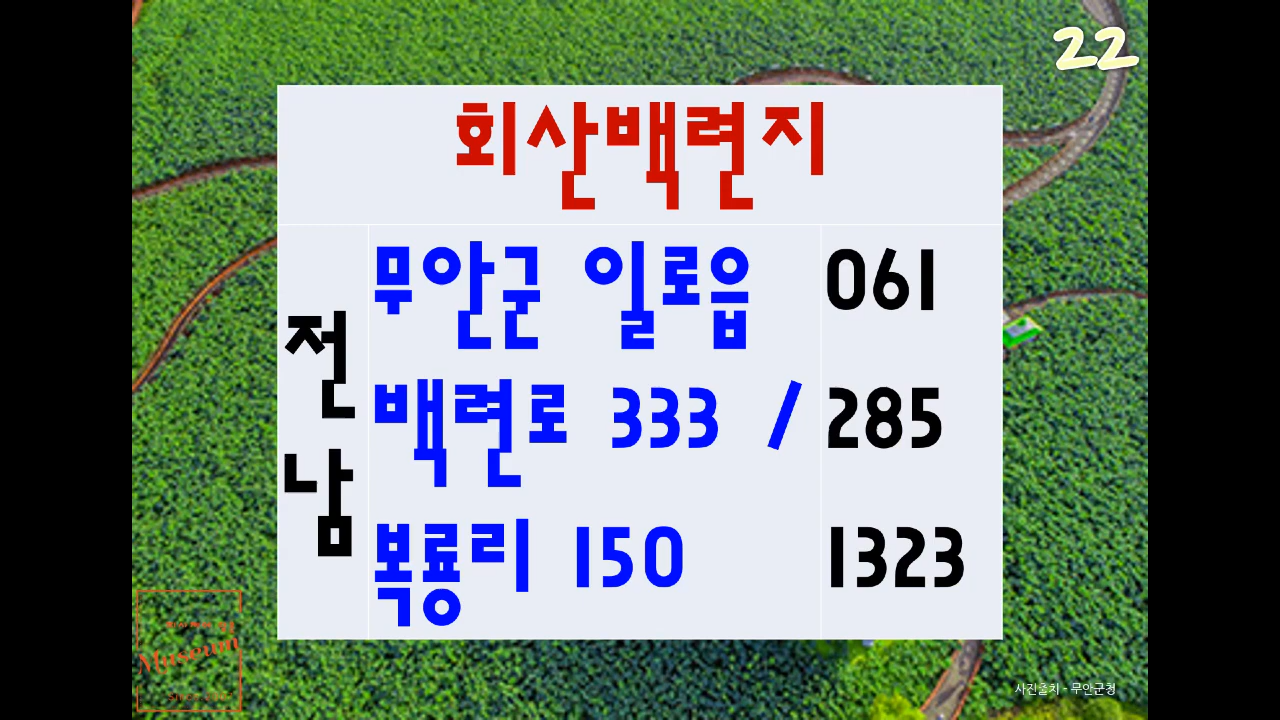 22
회산백련지
전남
무안군 일로읍 백련로 333 / 복룡리 150
061 285 1323
Museum
사진출처 - 무안군청